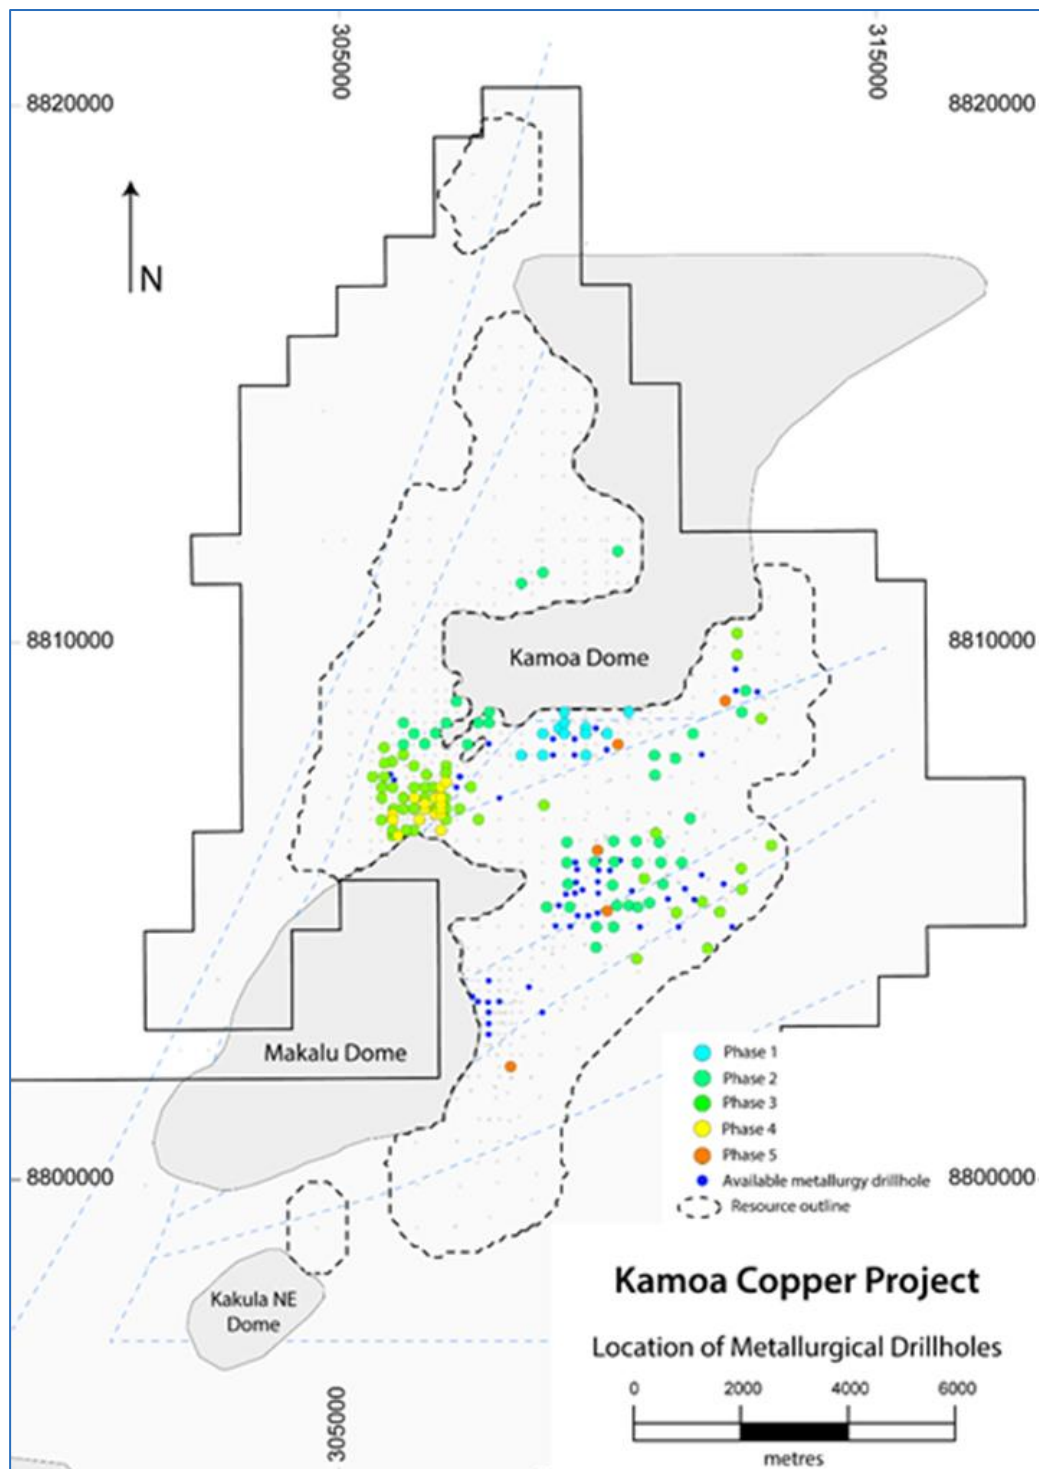 305000
315000
8820000
8820000
N
8810000
8810000
Kamoa Dome
Makalu Dome
Phase 1
Phase 2
Phase 3
Phase 4
Phase 5
Available metallurgy drillhole
Resource outline
8800000
8800000
Kakula NE
Dome
Kamoa Copper Project
Location of Metallurgical Drillholes
0 2000 4000 6000
metres
305000